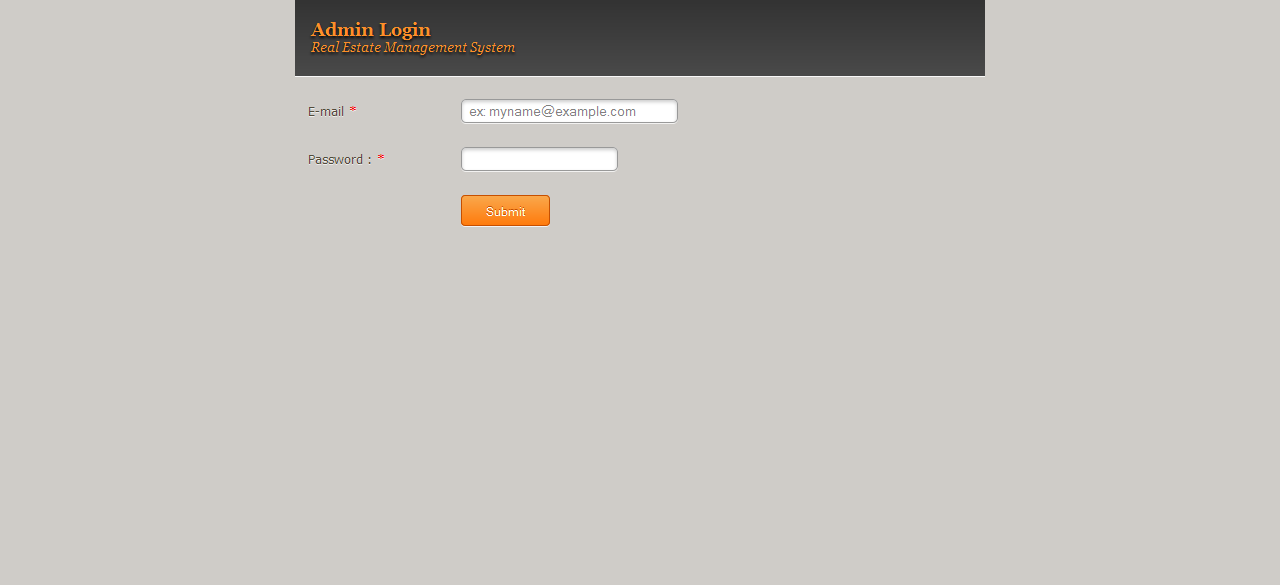 Admin Login
Real Estate Management System
E-mail *
ex: myname@example.com
Password : *
Submit